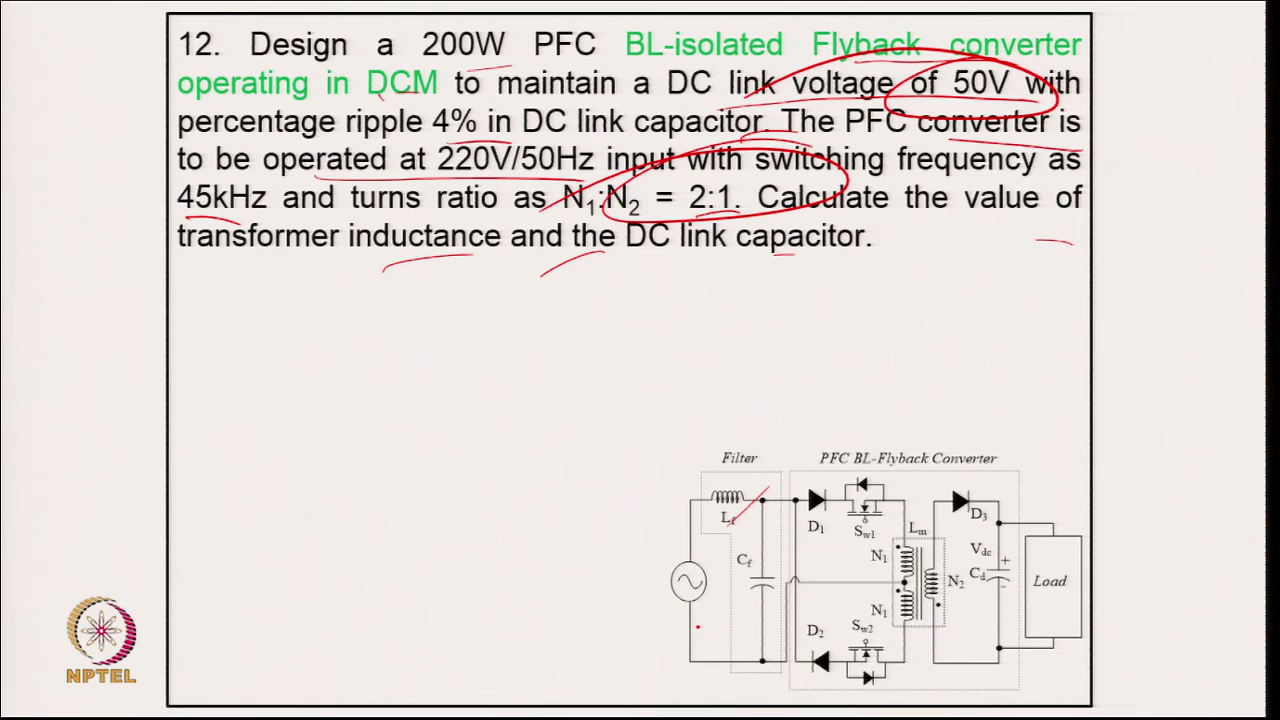 12. Design a 200W PFC BL-isolated Flyback converter
operating in DCM to maintain a DC link voltage of 50V with
percentage ripple 4% in DC link capacitor. The PFC converter is
to be operated at 220V/50Hz input with switching frequency as
45kHz and turns ratio as N₁:N₂ = 2:1. Calculate the value of
transformer inductance and the DC link capacitor.
Filter
PFC BL-Flyback Converter
Lf
D₁
Sw1
Lm
D₃
Cf
N₁
Vdc
+
Cd
-
N₂
Load
N₁
D₂
Sw2
NPTEL